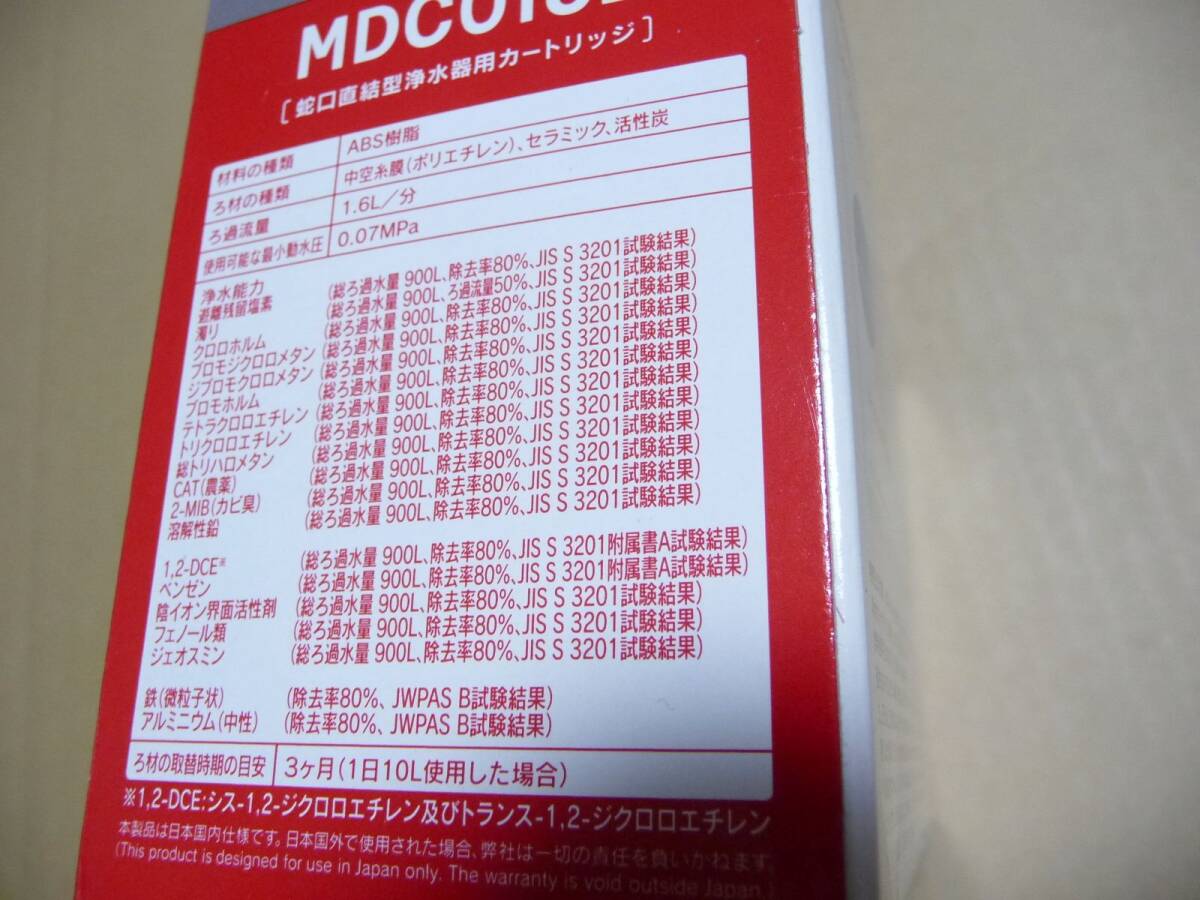 [蛇口直結型浄水器用カートリッジ]
材料の種類 ABS樹脂
ろ材の種類 中空糸膜(ポリエチレン)、セラミック、活性炭
ろ過流量 1.6L／分
使用可能な最小動水圧 0.07MPa
浄水能力
遊離残留塩素 (総ろ過水量 900L、除去率80%、JIS S 3201試験結果)
濁り (総ろ過水量 900L、ろ過流量50%、JIS S 3201試験結果)
クロロホルム (総ろ過水量 900L、除去率80%、JIS S 3201試験結果)
ブロモジクロロメタン (総ろ過水量 900L、除去率80%、JIS S 3201試験結果)
ジブロモクロロメタン (総ろ過水量 900L、除去率80%、JIS S 3201試験結果)
ブロモホルム (総ろ過水量 900L、除去率80%、JIS S 3201試験結果)
テトラクロロエチレン (総ろ過水量 900L、除去率80%、JIS S 3201試験結果)
トリクロロエチレン (総ろ過水量 900L、除去率80%、JIS S 3201試験結果)
総トリハロメタン (総ろ過水量 900L、除去率80%、JIS S 3201試験結果)
CAT(農薬) (総ろ過水量 900L、除去率80%、JIS S 3201試験結果)
2-MIB(カビ臭) (総ろ過水量 900L、除去率80%、JIS S 3201試験結果)
溶解性鉛 (総ろ過水量 900L、除去率80%、JIS S 3201試験結果)
1,2-DCE※ (総ろ過水量 900L、除去率80%、JIS S 3201附属書A試験結果)
ベンゼン (総ろ過水量 900L、除去率80%、JIS S 3201附属書A試験結果)
陰イオン界面活性剤 (総ろ過水量 900L、除去率80%、JIS S 3201試験結果)
フェノール類 (総ろ過水量 900L、除去率80%、JIS S 3201試験結果)
ジェオスミン (総ろ過水量 900L、除去率80%、JIS S 3201試験結果)
鉄(微粒子状) (除去率80%、JWPAS B試験結果)
アルミニウム(中性) (除去率80%、JWPAS B試験結果)
ろ材の取替時期の目安 3ヶ月(1日10L使用した場合)
※1,2-DCE;シス-1,2-ジクロロエチレン及びトランス-1,2-ジクロロエチレン
本製品は日本国内仕様です。日本国外で使用された場合、弊社は一切の責任を負いかねます。
(This product is designed for use in Japan only. The warranty is void outside Japan.)